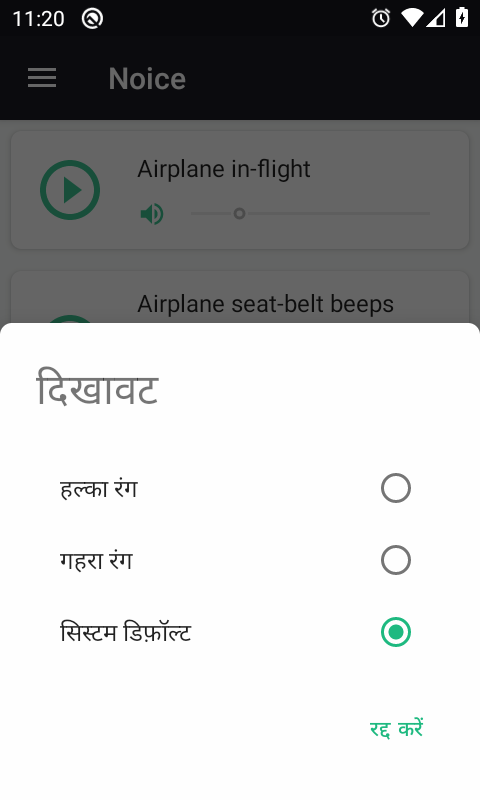 11:20
Noice
Airplane in-flight
Airplane seat-belt beeps
दिखावट
हल्का रंग
गहरा रंग
सिस्टम डिफ़ॉल्ट
रद्द करें